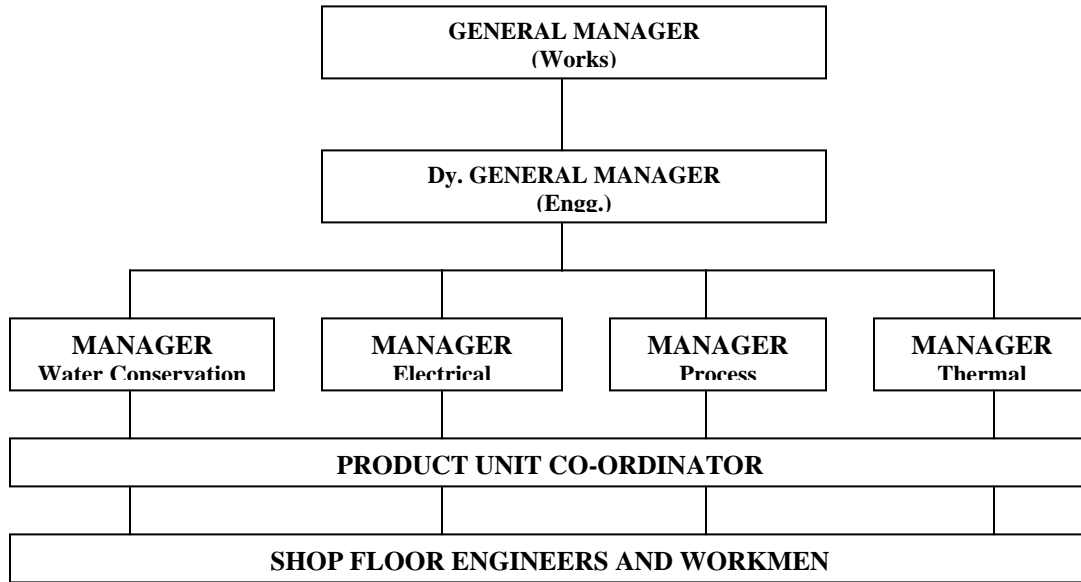 GENERAL MANAGER
(Works)
Dy. GENERAL MANAGER
(Engg.)
MANAGER
Water Conservation
MANAGER
Electrical
MANAGER
Process
MANAGER
Thermal
PRODUCT UNIT CO-ORDINATOR
SHOP FLOOR ENGINEERS AND WORKMEN